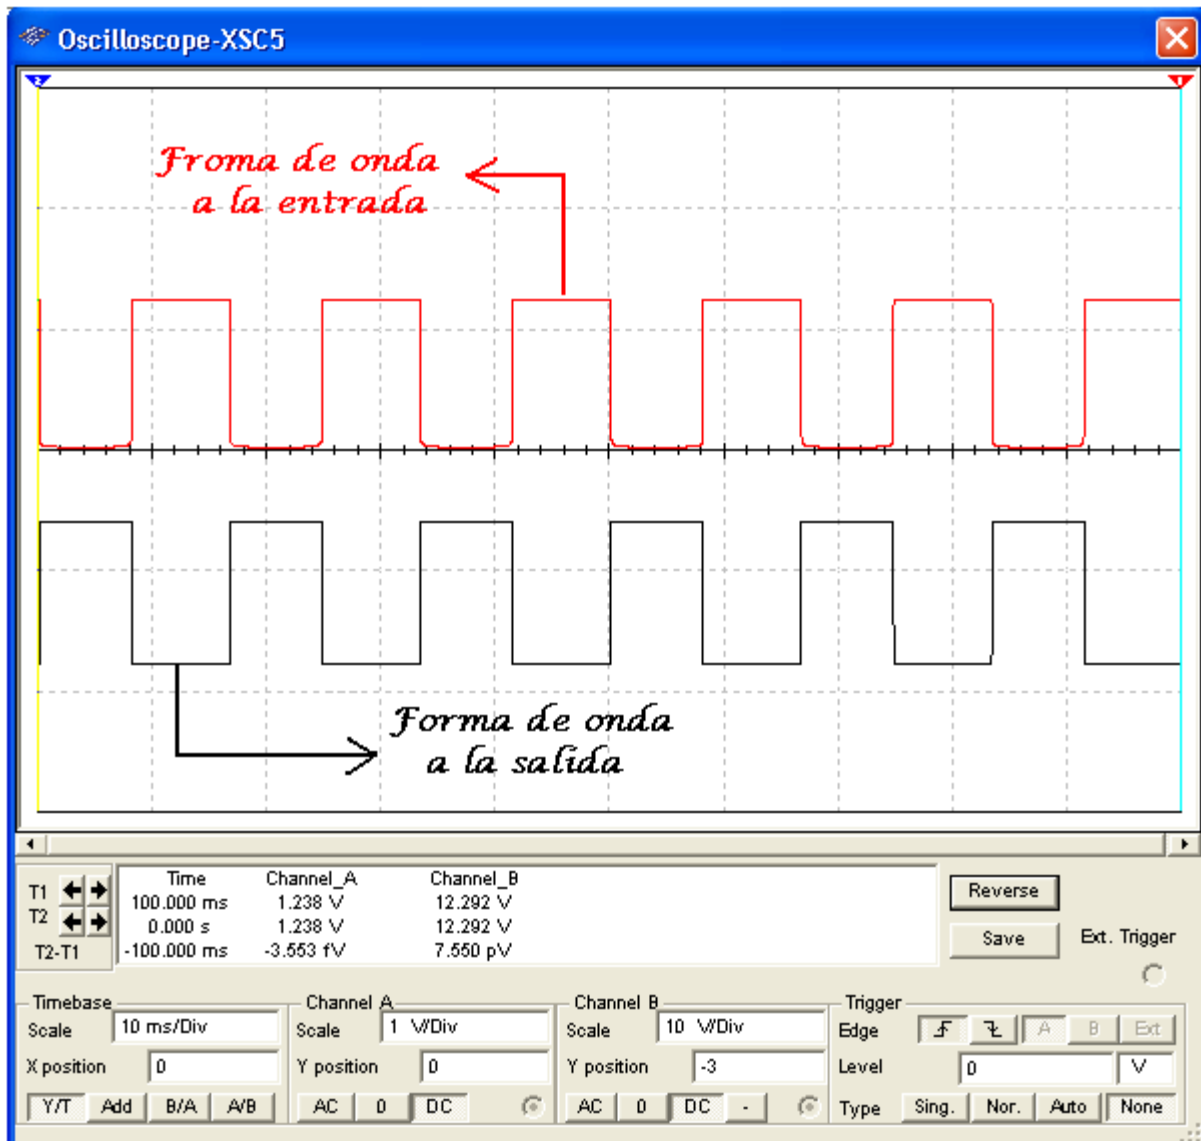 Oscilloscope-XSC5
2
1
Froma de onda
a la entrada
Forma de onda
a la salida
T1
T2
T2-T1
Time Channel_A Channel_B
100.000 ms 1.238 V 12.292 V
0.000 s 1.238 V 12.292 V
-100.000 ms -3.553 fV 7.550 pV
Reverse
Save
Ext. Trigger
Timebase
Scale 10 ms/Div
X position 0
Y/T Add B/A A/B
Channel A
Scale 1 V/Div
Y position 0
AC 0 DC
Channel B
Scale 10 V/Div
Y position -3
AC 0 DC -
Trigger
Edge A B Ext
Level 0 V
Type Sing. Nor. Auto None